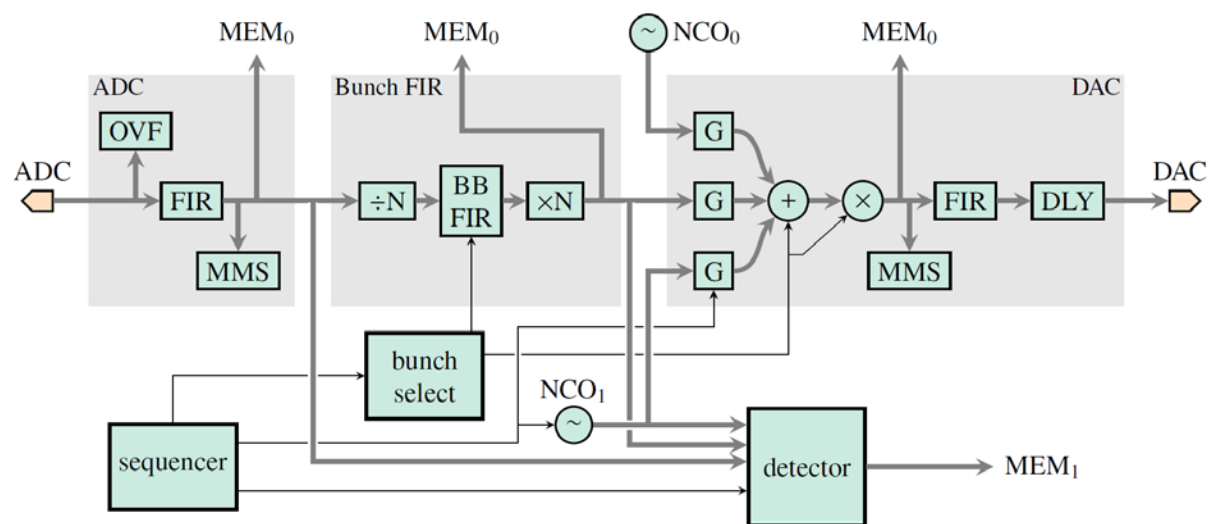 MEM₀
MEM₀
~
NCO₀
MEM₀
ADC
Bunch FIR
DAC
OVF
G
ADC
FIR
÷N
BB
FIR
×N
G
+
×
FIR
DLY
DAC
MMS
G
MMS
bunch
select
NCO₁
~
sequencer
detector
MEM₁